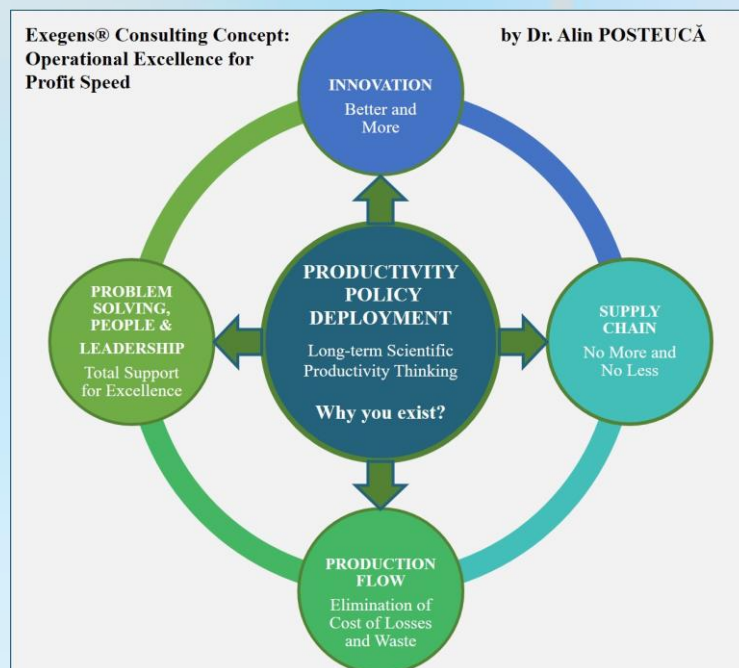 Exegens® Consulting Concept:
Operational Excellence for
Profit Speed
by Dr. Alin POSTEUCĂ
INNOVATION
Better and
More
PROBLEM
SOLVING,
PEOPLE &
LEADERSHIP
Total Support
for Excellence
PRODUCTIVITY
POLICY
DEPLOYMENT
Long-term Scientific
Productivity Thinking
Why you exist?
SUPPLY
CHAIN
No More and
No Less
PRODUCTION
FLOW
Elimination of
Cost of Losses
and Waste